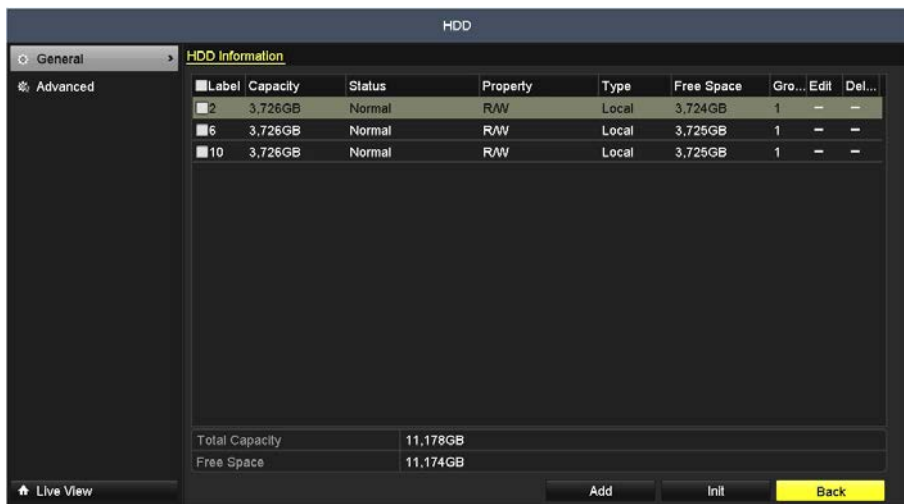 HDD
General
HDD Information
Advanced
Label Capacity Status Property Type Free Space Gro... Edit Del...
2 3,726GB Normal R/W Local 3,724GB 1 – –
6 3,726GB Normal R/W Local 3,725GB 1 – –
10 3,726GB Normal R/W Local 3,725GB 1 – –
Total Capacity 11,178GB
Free Space 11,174GB
Live View
Add
Init
Back